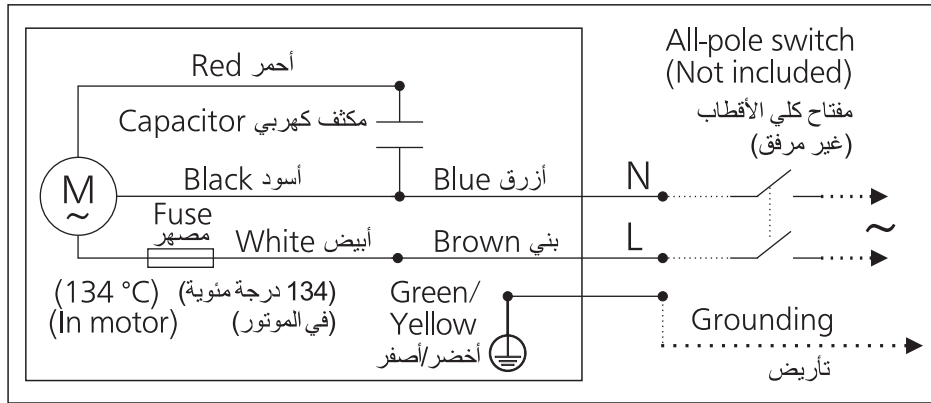 Red أحمر
Capacitor مكثف كهربي
M
~
Black أسود
Blue أزرق
N
Fuse
مصهر
White أبيض
Brown بني
L
(134 °C) (134 درجة مئوية)
(In motor) (في الموتور)
Green/
Yellow
أخضر/أصفر
All-pole switch
(Not included)
مفتاح كلي الأقطاب
(غير مرفق)
~
Grounding
تأريض